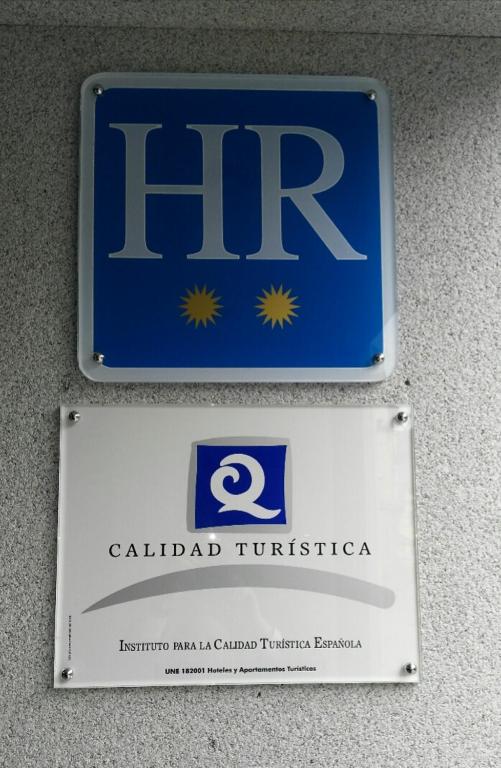 HR
Q
CALIDAD TURÍSTICA
INSTITUTO PARA LA CALIDAD TURÍSTICA ESPAÑOLA
UNE 182001 Hoteles y Apartamentos Turísticos